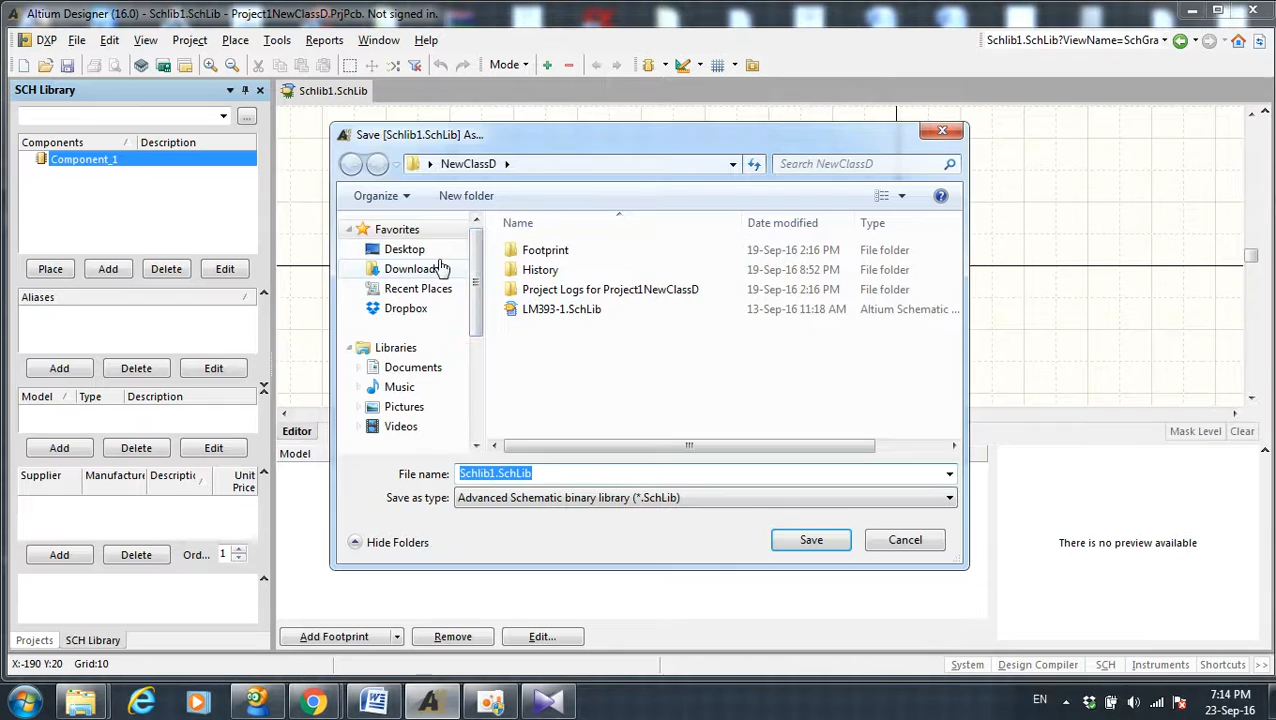 Altium Designer (16.0) - Schlib1.SchLib - Project1NewClassD.PrjPcb. Not signed in.
DXP File Edit View Project Place Tools Reports Window Help
Schlib1.SchLib?ViewName=SchGra
Mode
SCH Library
Schlib1.SchLib
...
Components / Description
Component_1
Place Add Delete Edit
Aliases
Add Delete Edit
Model / Type Description
Add Delete Edit
Supplier Manufacture Descriptic Unit Price
Add Delete Ord... 1
Projects SCH Library
Save [Schlib1.SchLib] As...
NewClassD
Search NewClassD
Organize New folder
Favorites
Desktop
Downloads
Recent Places
Dropbox
Libraries
Documents
Music
Pictures
Videos
Name Date modified Type
Footprint 19-Sep-16 2:16 PM File folder
History 19-Sep-16 8:52 PM File folder
Project Logs for Project1NewClassD 19-Sep-16 2:16 PM File folder
LM393-1.SchLib 13-Sep-16 11:18 AM Altium Schematic ...
File name: Schlib1.SchLib
Save as type: Advanced Schematic binary library (*.SchLib)
Hide Folders
Save Cancel
Editor
Mask Level Clear
Model
There is no preview available
Add Footprint Remove Edit...
X:-190 Y:20 Grid:10
System Design Compiler SCH Instruments Shortcuts >>
EN
7:14 PM
23-Sep-16